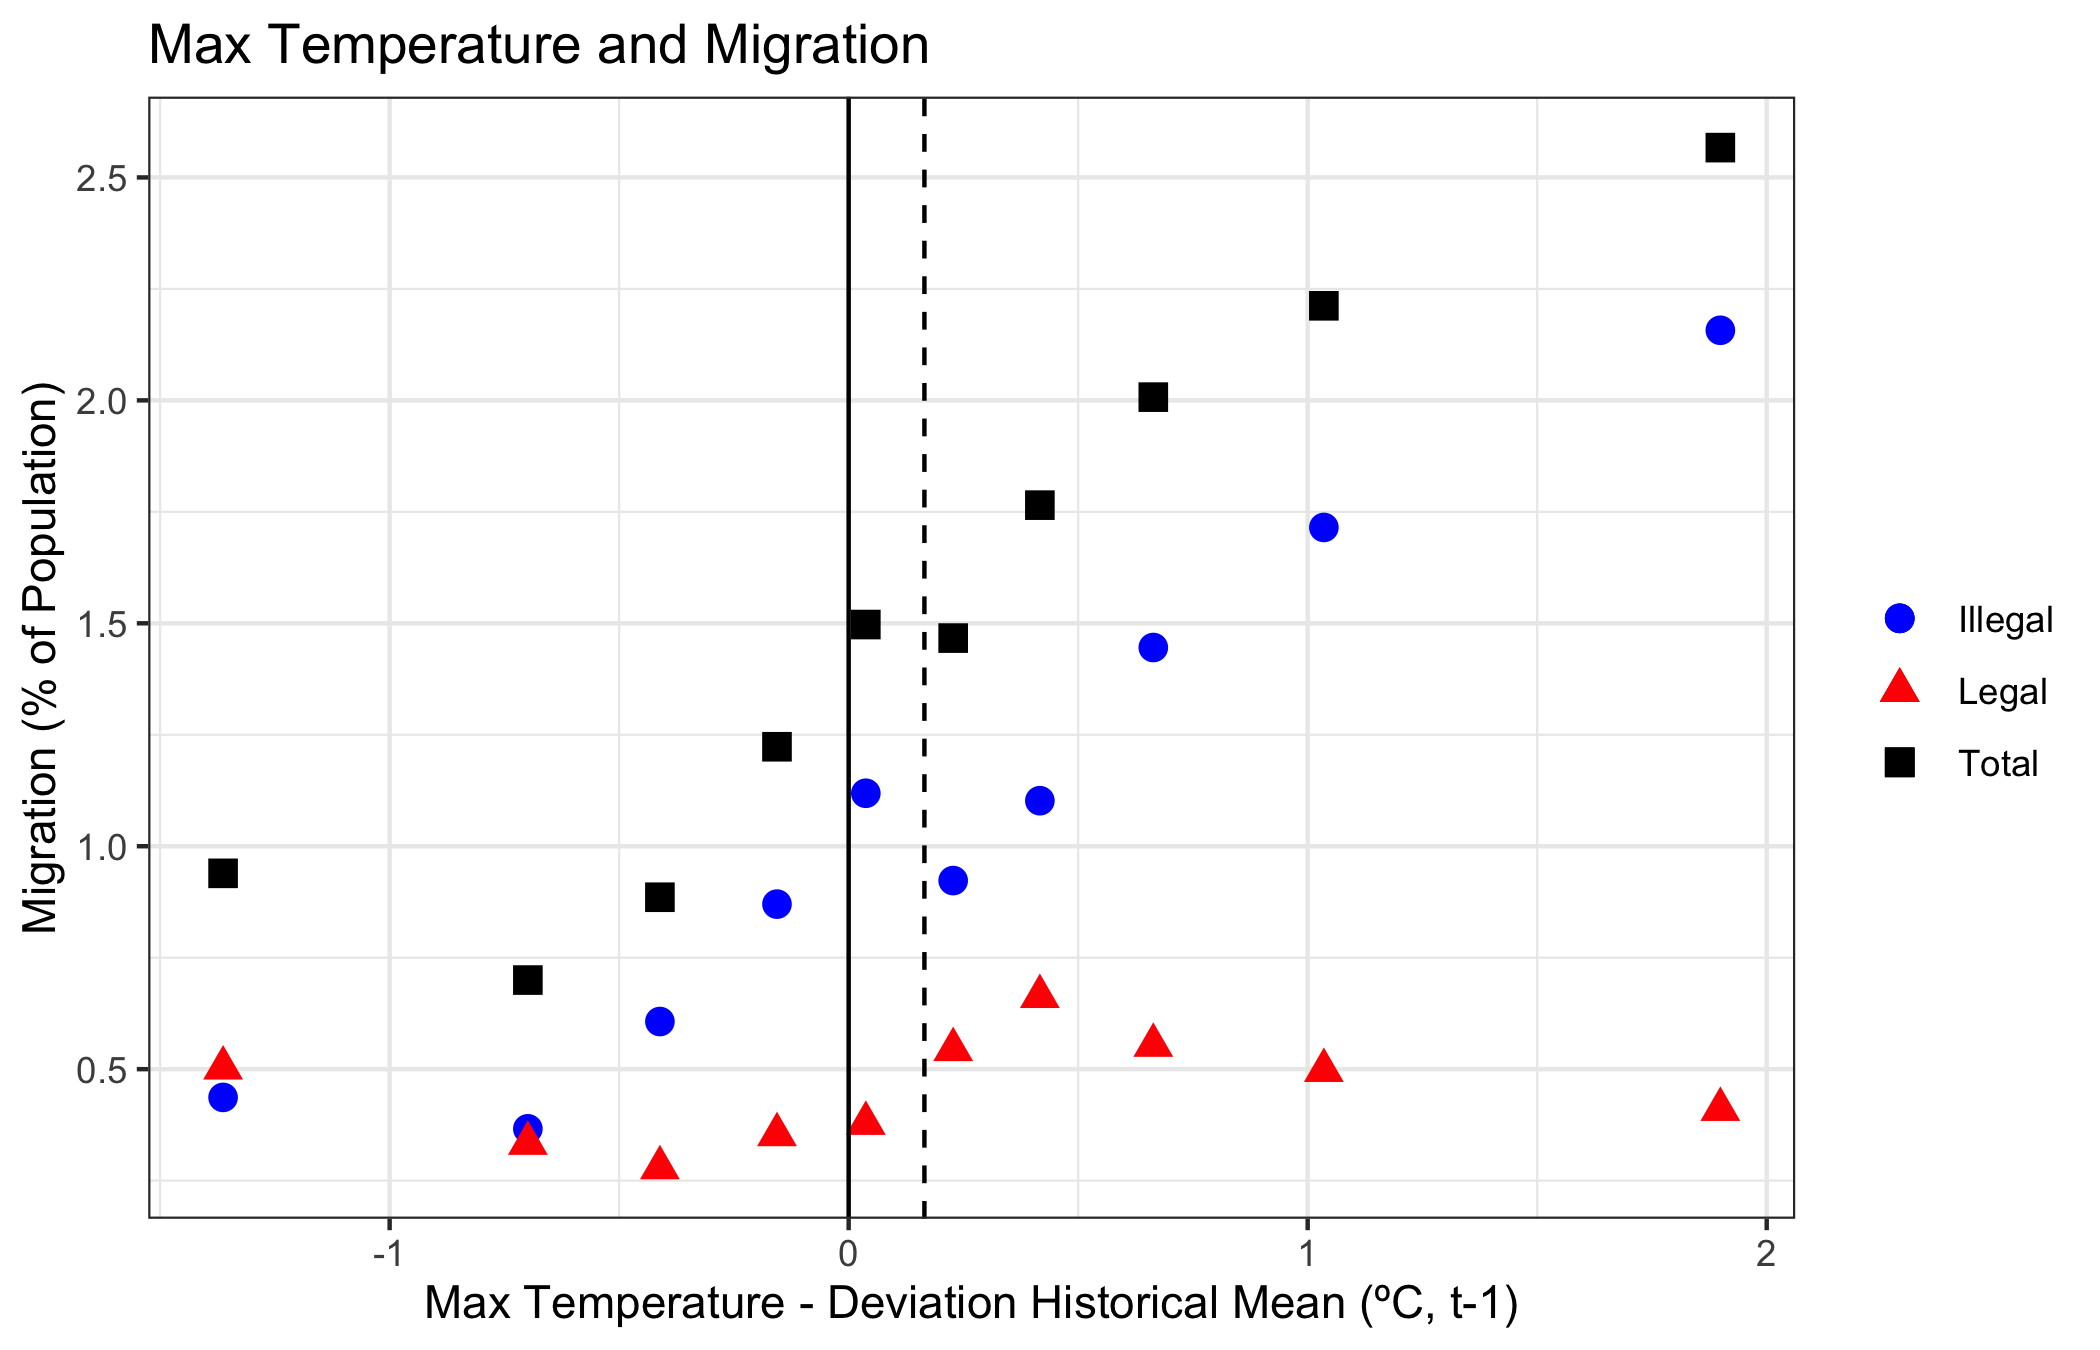 Max Temperature and Migration
Migration (% of Population)
2.5
2.0
1.5
1.0
0.5
-1 0 1 2
Max Temperature - Deviation Historical Mean (ºC, t-1)
Illegal
Legal
Total